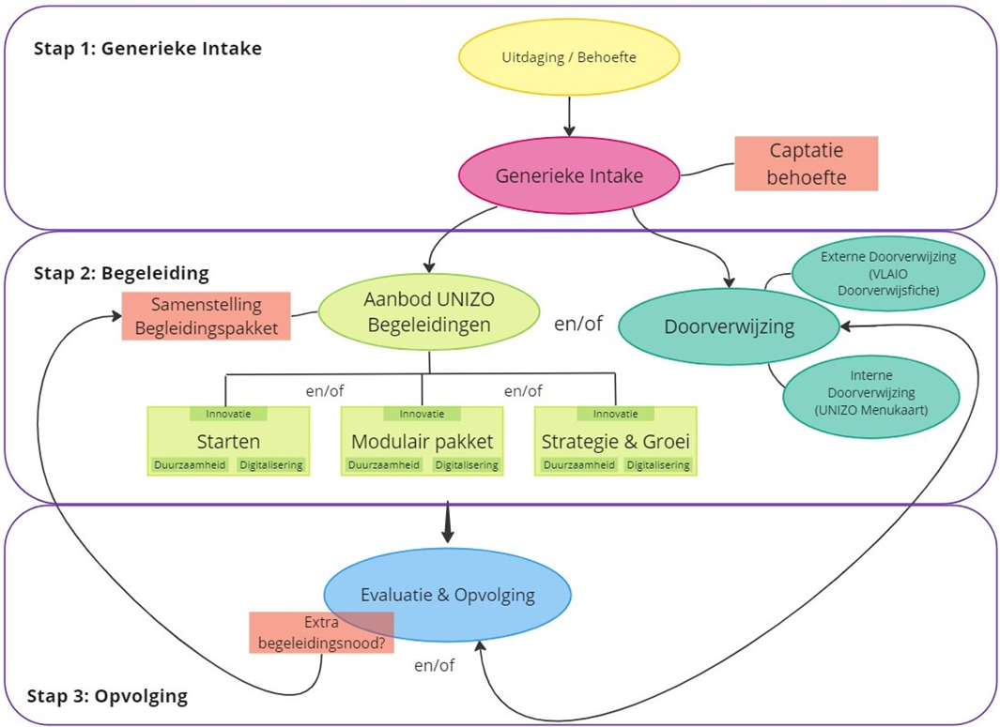 Stap 1: Generieke Intake
Uitdaging / Behoefte
Generieke Intake
Captatie
behoefte
Stap 2: Begeleiding
Samenstelling
Begleidingspakket
Aanbod UNIZO
Begeleidingen
en/of
Doorverwijzing
Externe Doorverwijzing
(VLAIO
Doorverwijsfiche)
Interne
Doorverwijzing
(UNIZO Menukaart)
en/of
en/of
Innovatie
Starten
Duurzaamheid
Digitalisering
Innovatie
Modulair pakket
Duurzaamheid
Digitalisering
Innovatie
Strategie & Groei
Duurzaamheid
Digitalisering
Evaluatie & Opvolging
Extra
begeleidingsnood?
en/of
Stap 3: Opvolging